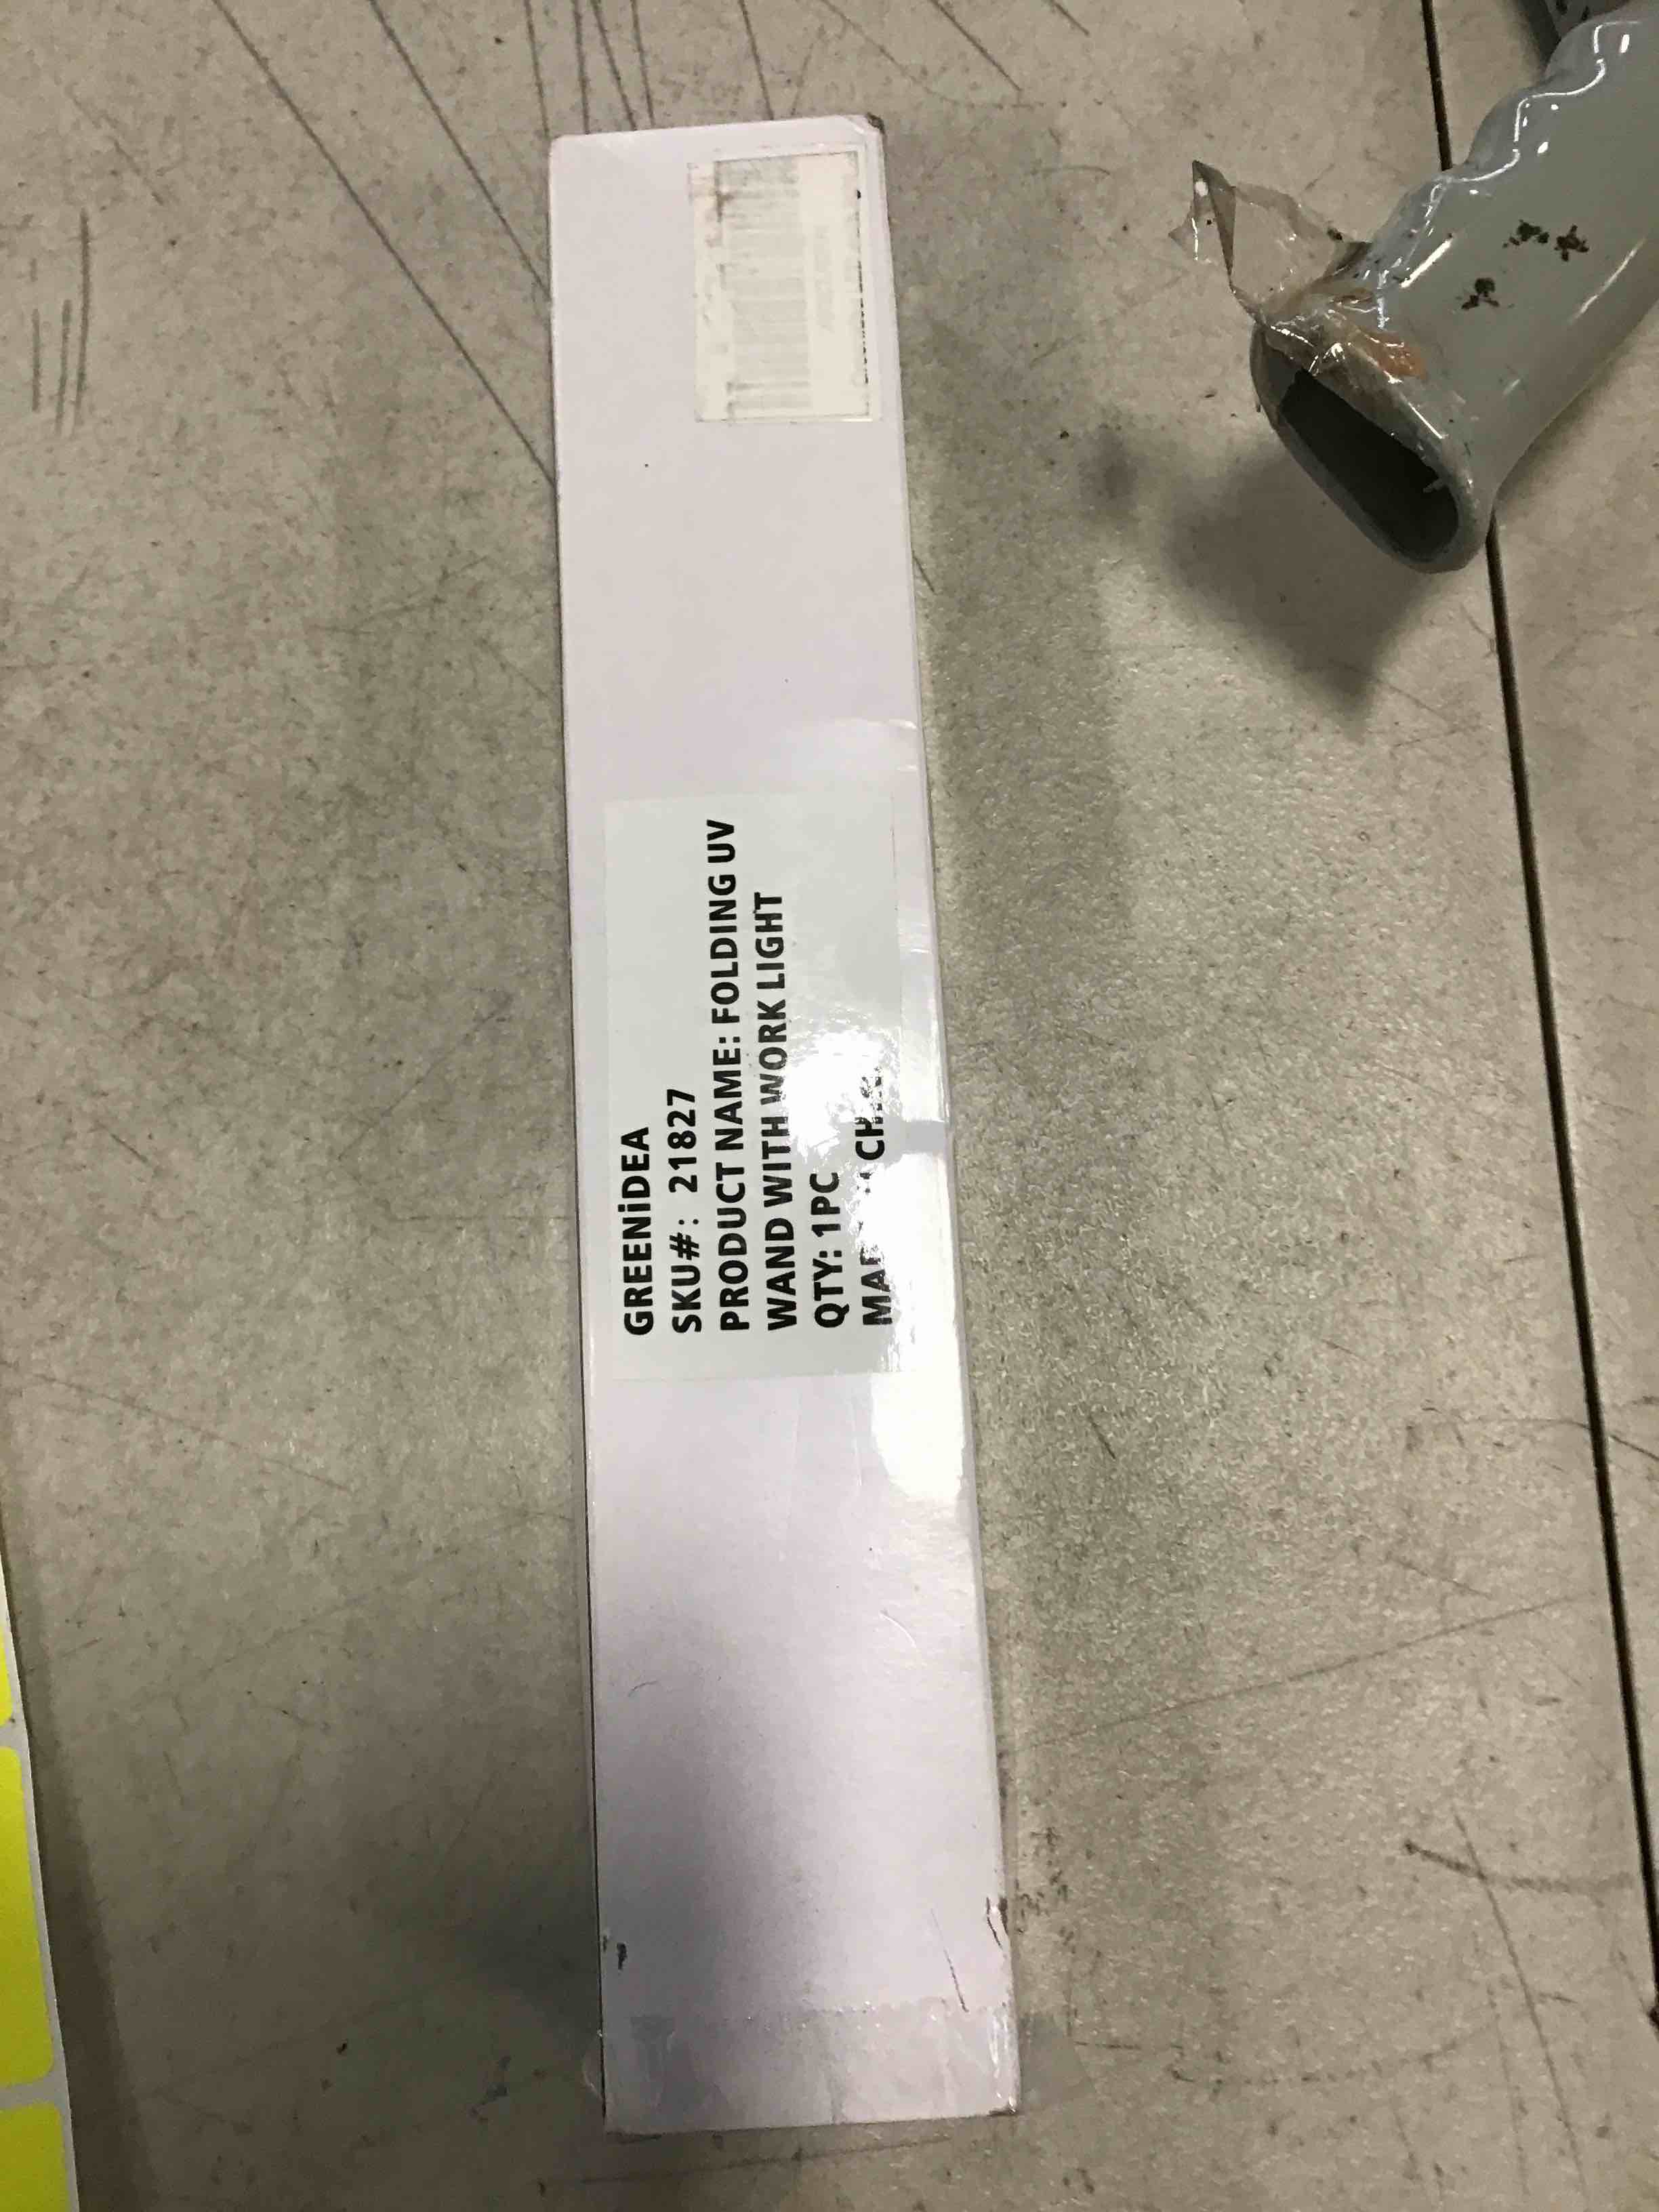 GREENiDEA
SKU#: 21827
PRODUCT NAME: FOLDING UV
WAND WITH WORK LIGHT
QTY: 1PC